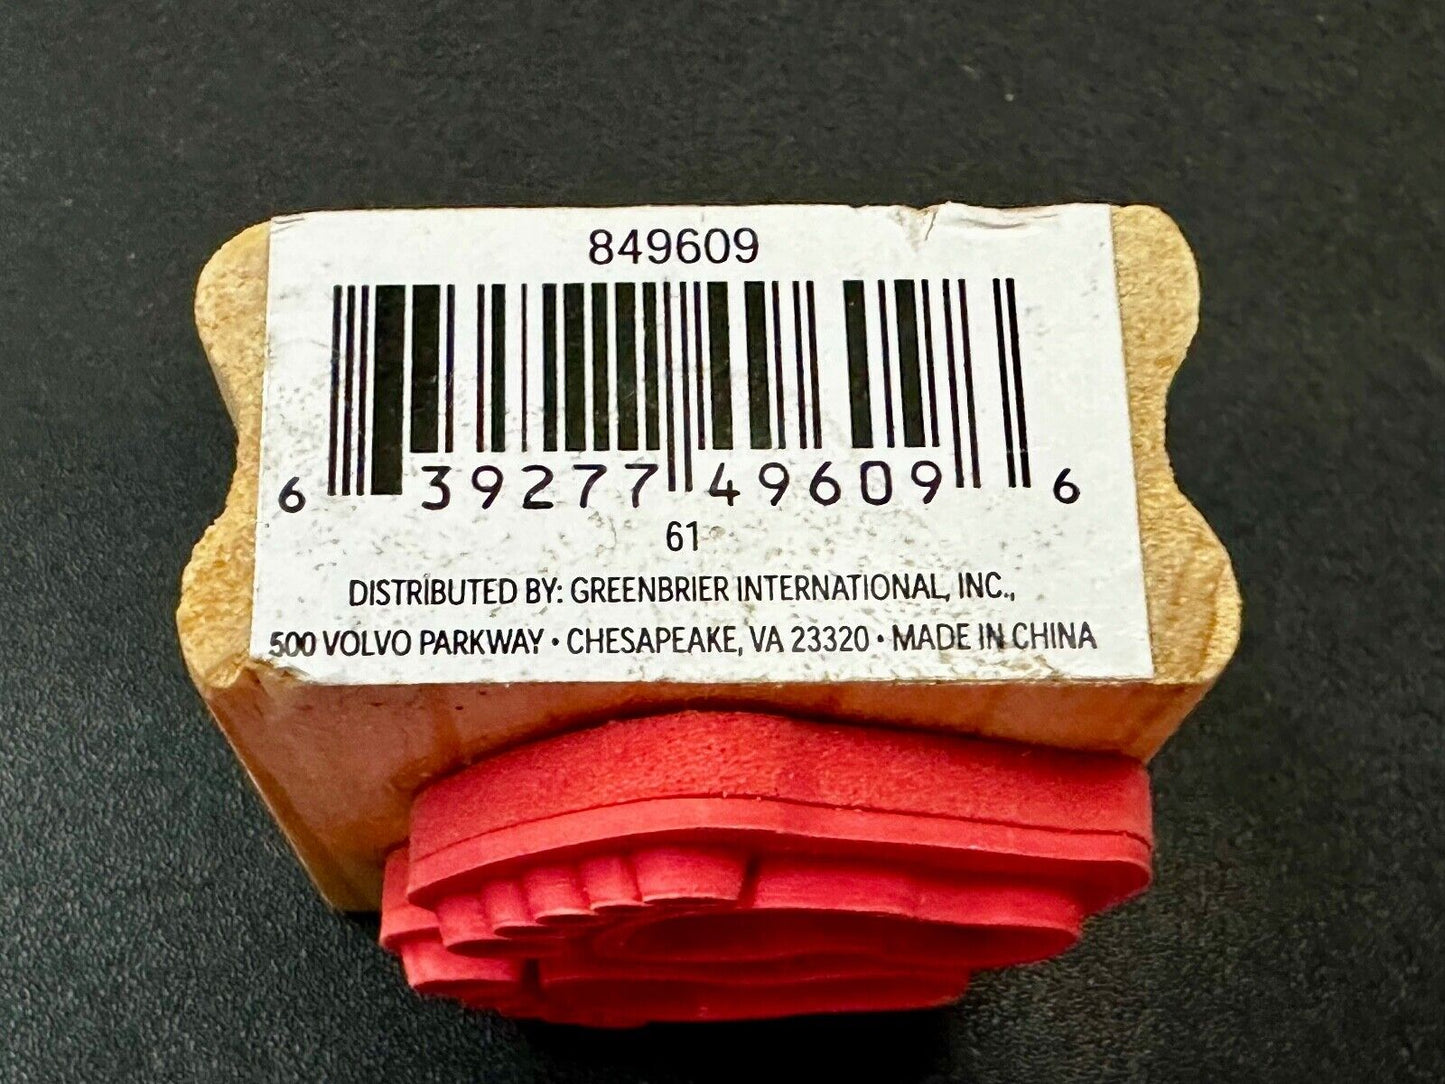 849609
6 39277 49609 6
61
DISTRIBUTED BY: GREENBRIER INTERNATIONAL, INC.,
500 VOLVO PARKWAY • CHESAPEAKE, VA 23320 • MADE IN CHINA